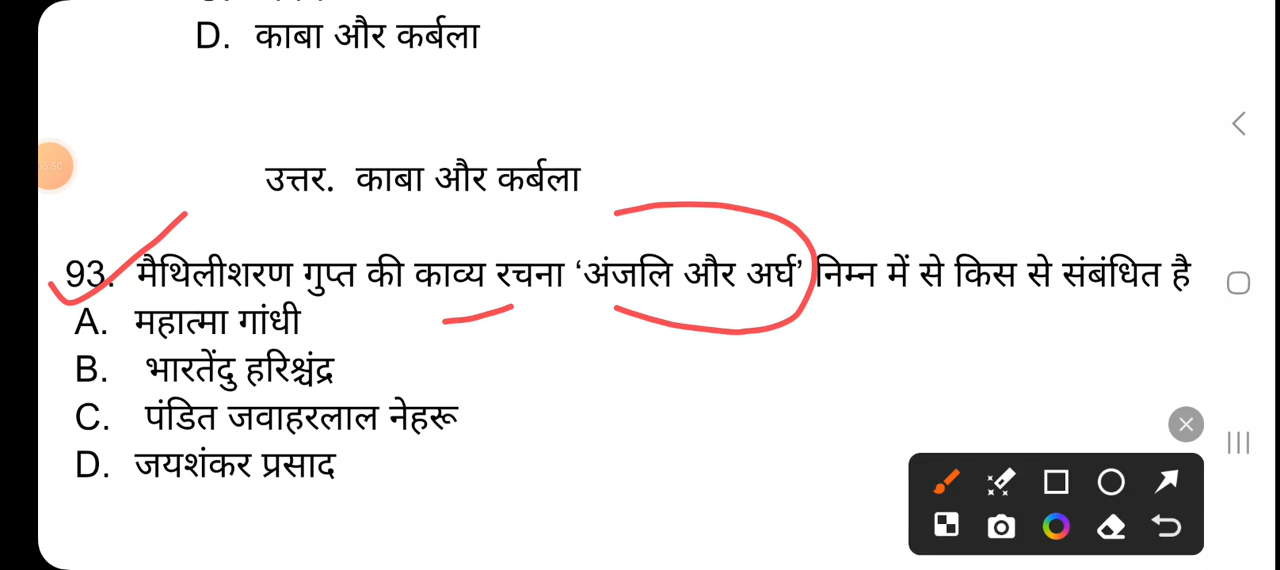 D. काबा और कर्बला
उत्तर. काबा और कर्बला
93. मैथिलीशरण गुप्त की काव्य रचना ‘अंजलि और अर्घ’ निम्न में से किस से संबंधित है
A. महात्मा गांधी
B. भारतेंदु हरिश्चंद्र
C. पंडित जवाहरलाल नेहरू
D. जयशंकर प्रसाद